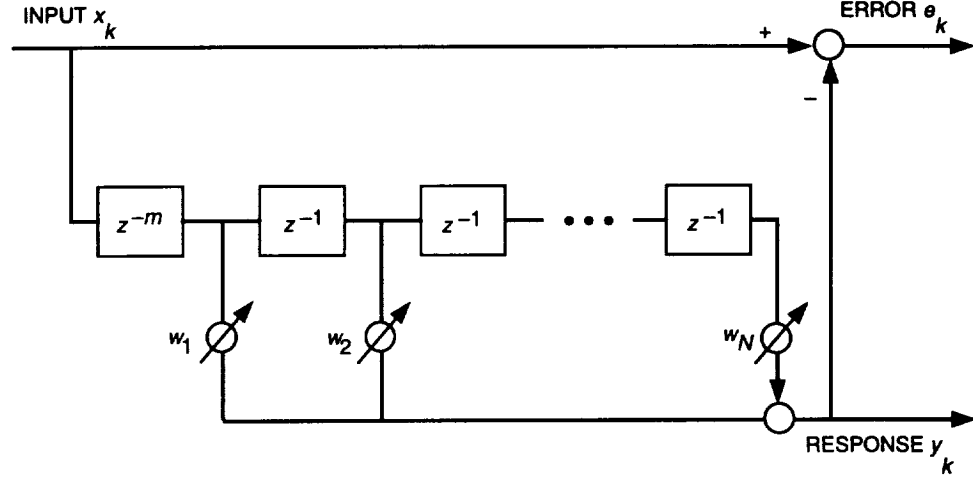 INPUT x_k
ERROR e_k
+
−
z^{-m}
z^{-1}
z^{-1}
• • •
z^{-1}
w_1
w_2
w_N
RESPONSE y_k